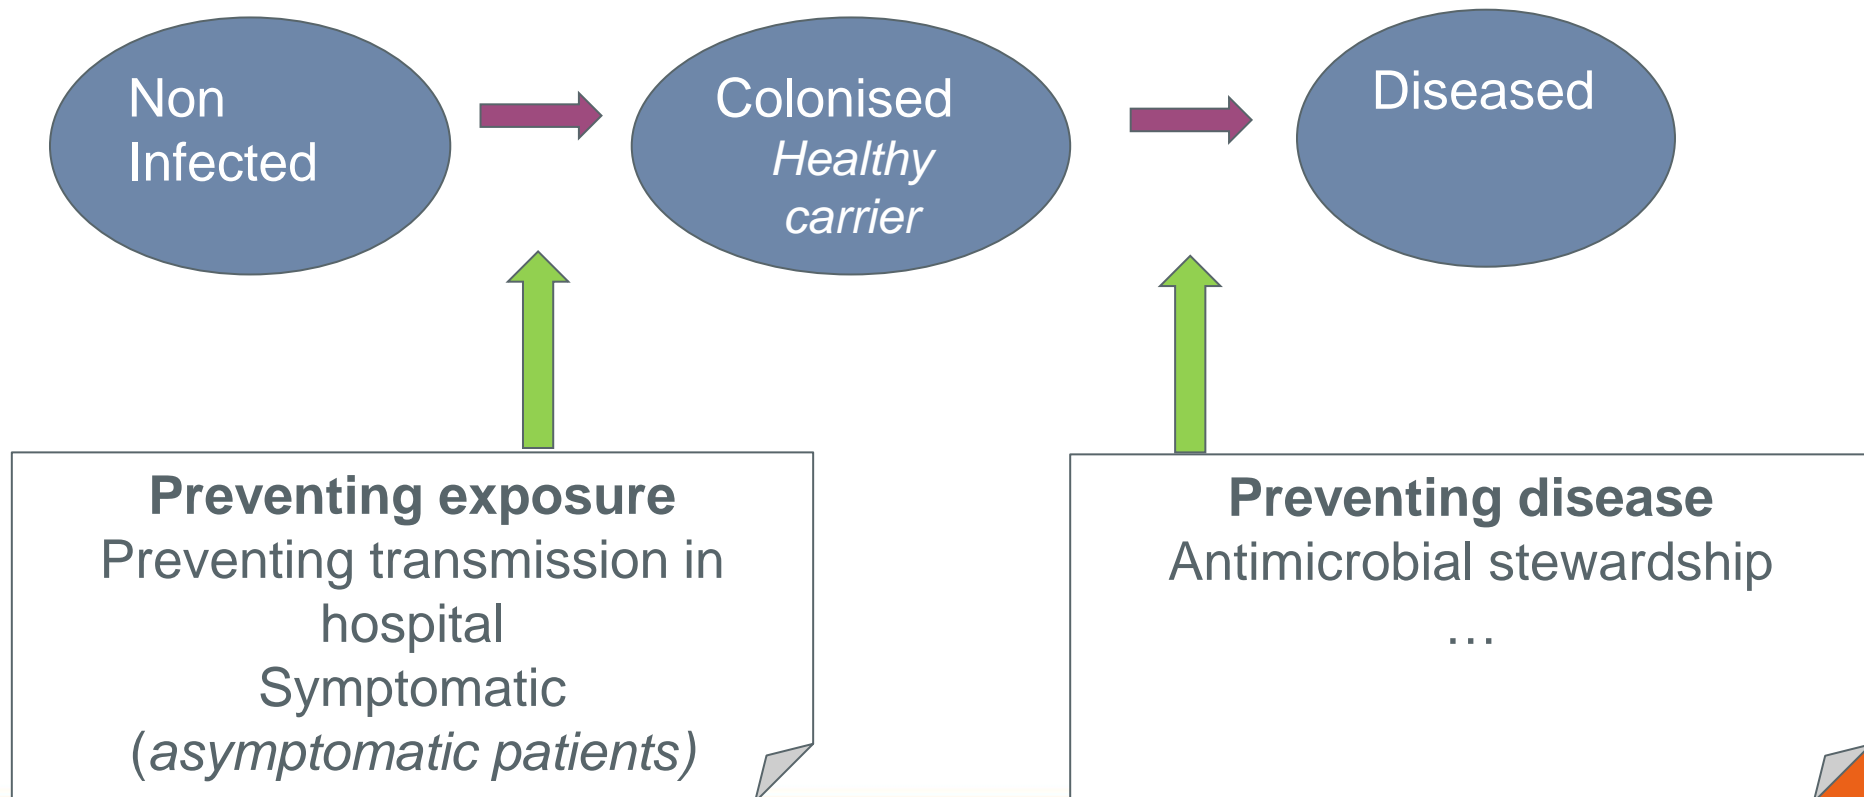 Non
Infected
Colonised
Healthy
carrier
Diseased
Preventing exposure
Preventing transmission in
hospital
Symptomatic
(asymptomatic patients)
Preventing disease
Antimicrobial stewardship
…